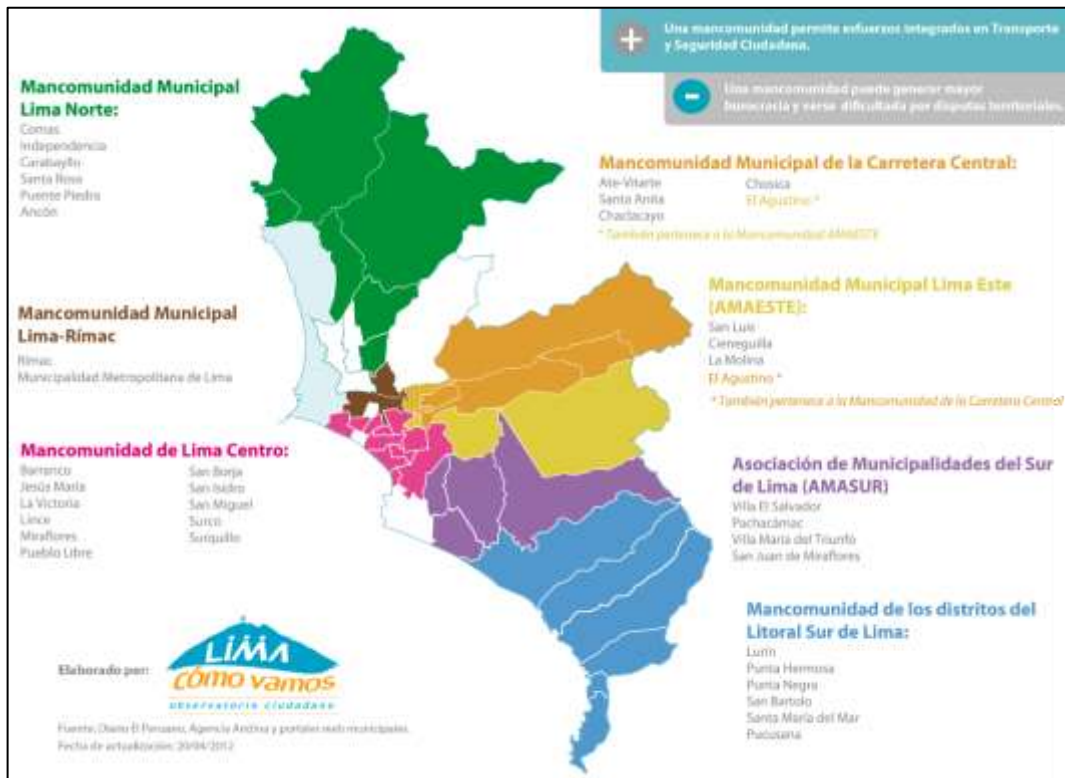 Una mancomunidad permite esfuerzos integrados en Transporte
y Seguridad Ciudadana.
Una mancomunidad puede generar mayor
burocracia y verse dificultada por disputas territoriales.
Mancomunidad Municipal
Lima Norte:
Comas
Independencia
Carabayllo
Santa Rosa
Puente Piedra
Ancón
Mancomunidad Municipal de la Carretera Central:
Ate-Vitarte
Santa Anita
Chaclacayo
Chosica
El Agustino *
* También pertenece a la Mancomunidad AMAESTE
Mancomunidad Municipal
Lima-Rímac
Rímac
Municipalidad Metropolitana de Lima
Mancomunidad Municipal Lima Este
(AMAESTE):
San Luis
Cieneguilla
La Molina
El Agustino *
* También pertenece a la Mancomunidad de la Carretera Central
Mancomunidad de Lima Centro:
Barranco
Jesús María
La Victoria
Lince
Miraflores
Pueblo Libre
San Borja
San Isidro
San Miguel
Surco
Surquillo
Asociación de Municipalidades del Sur
de Lima (AMASUR)
Villa El Salvador
Pachacámac
Villa María del Triunfo
San Juan de Miraflores
Mancomunidad de los distritos del
Litoral Sur de Lima:
Lurín
Punta Hermosa
Punta Negra
San Bartolo
Santa María del Mar
Pucusana
Elaborado por:
LIMA
cómo vamos
observatorio ciudadano
Fuente: Diario El Peruano, Agencia Andina y portales web municipales.
Fecha de actualización: 20/04/2012